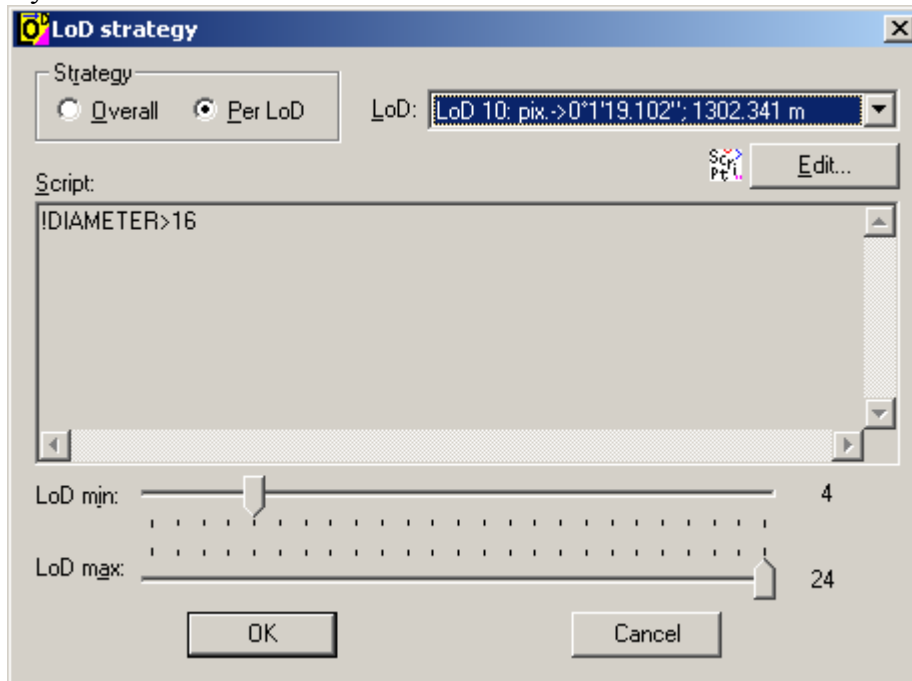 LoD strategy
Strategy
Overall Per LoD LoD: LoD 10: pix.->0°1'19.102"; 1302.341 m
Edit...
Script:
!DIAMETER>16
LoD min: 4
LoD max: 24
OK Cancel